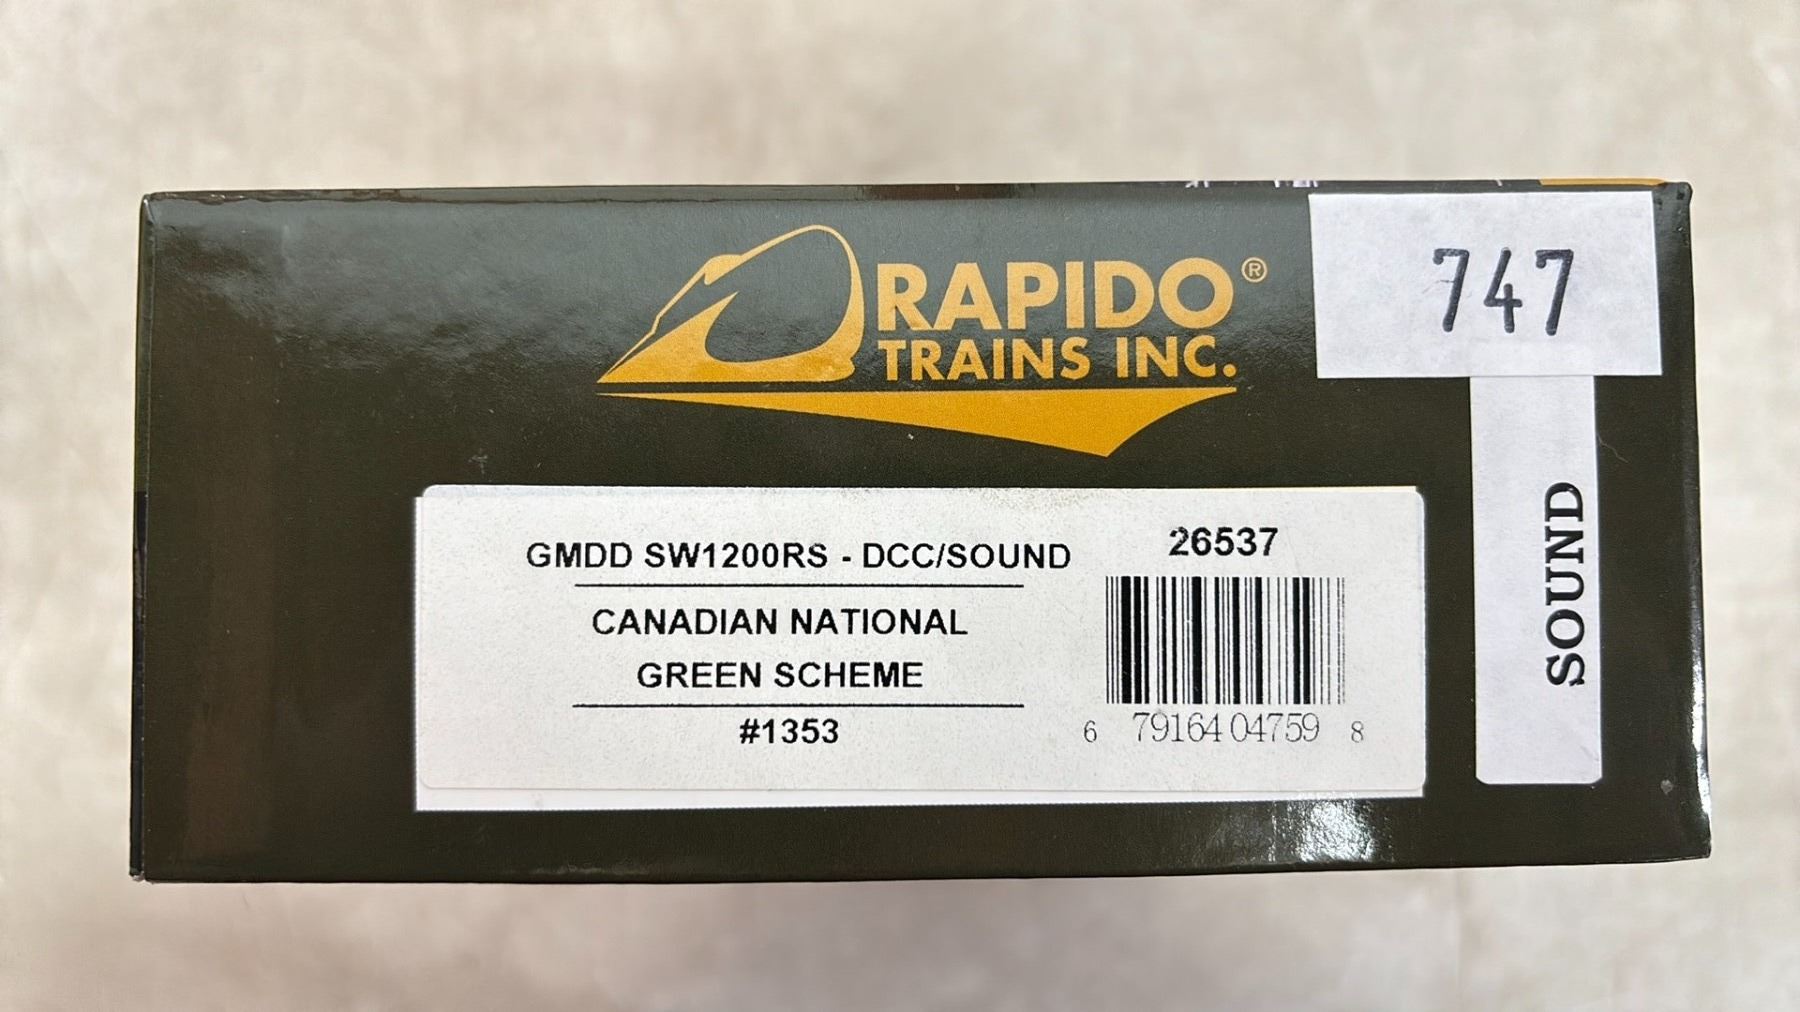 RAPIDO®
TRAINS INC.
747
SOUND
GMDD SW1200RS - DCC/SOUND
CANADIAN NATIONAL
GREEN SCHEME
#1353
26537
6 79164 04759 8